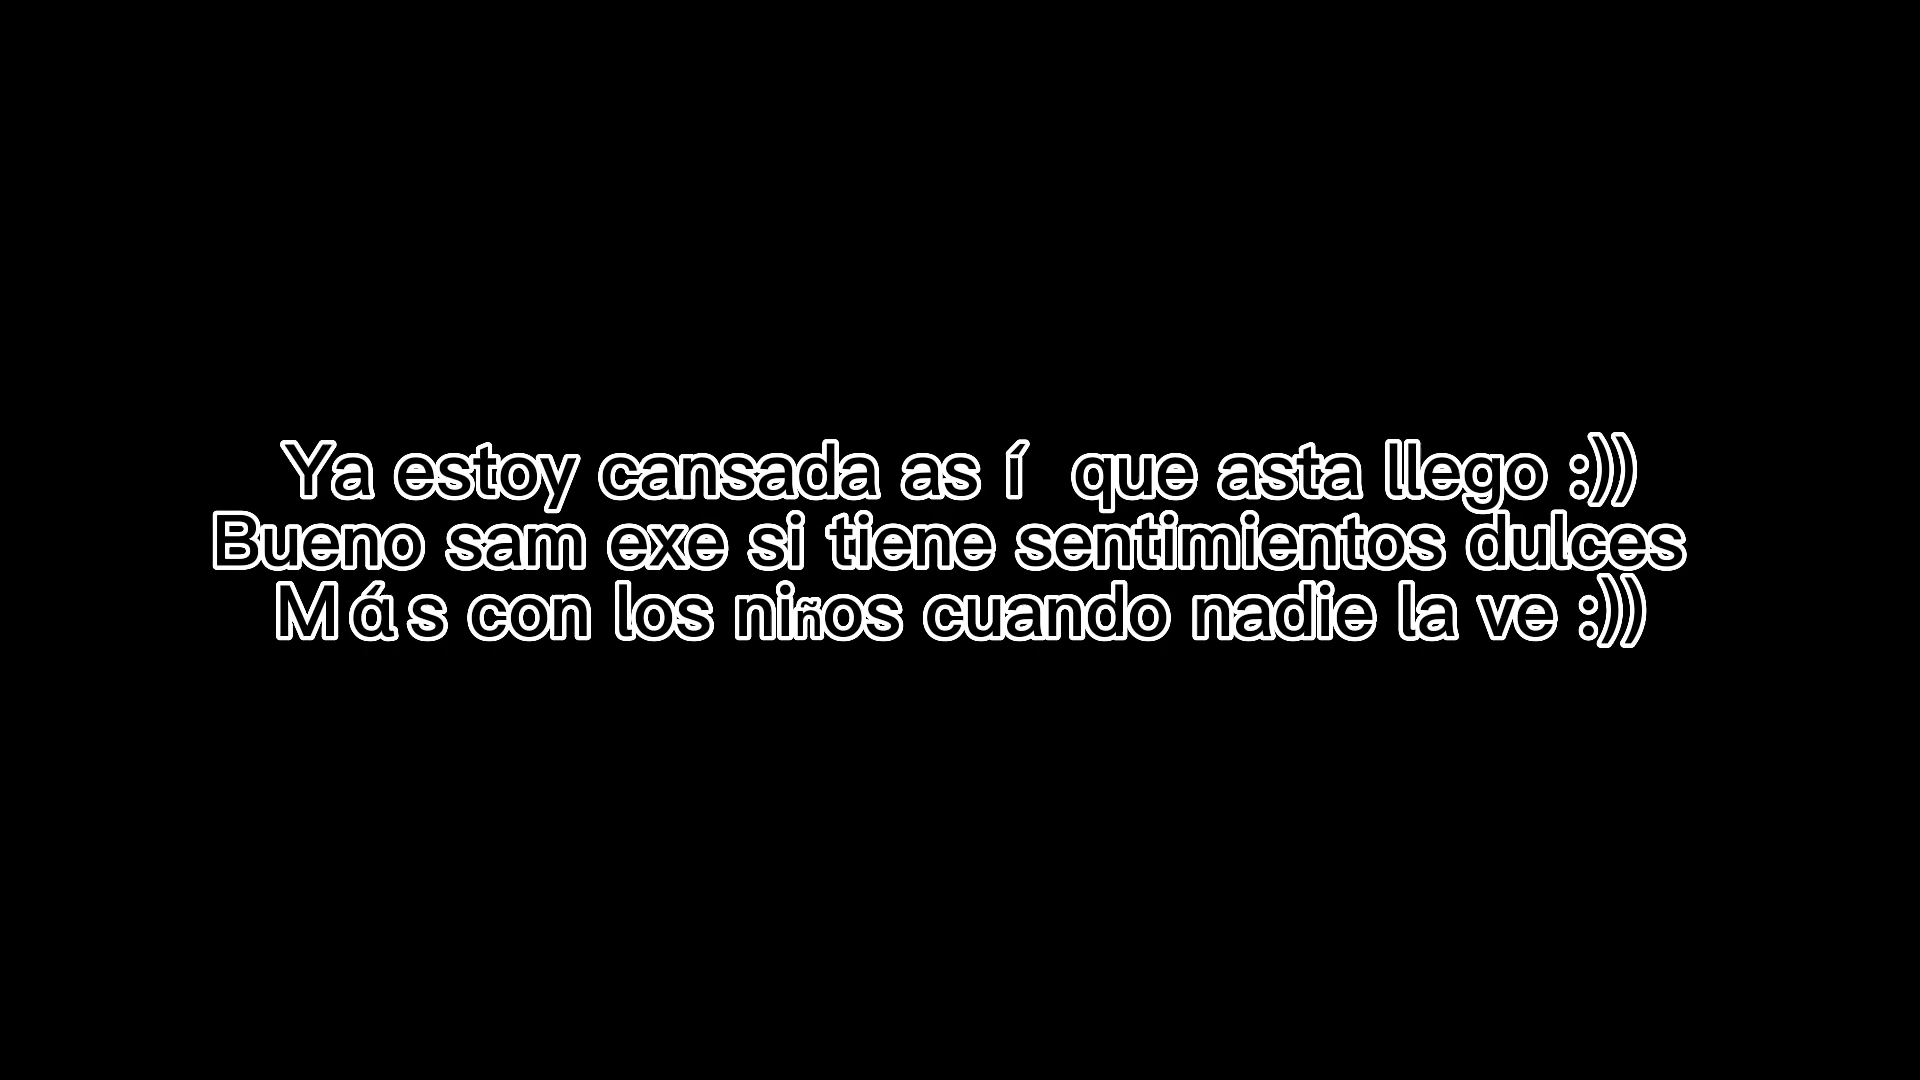 Ya estoy cansada as í que asta llego :)))
Bueno sam exe si tiene sentimientos dulces
Más con los niños cuando nadie la ve :)))